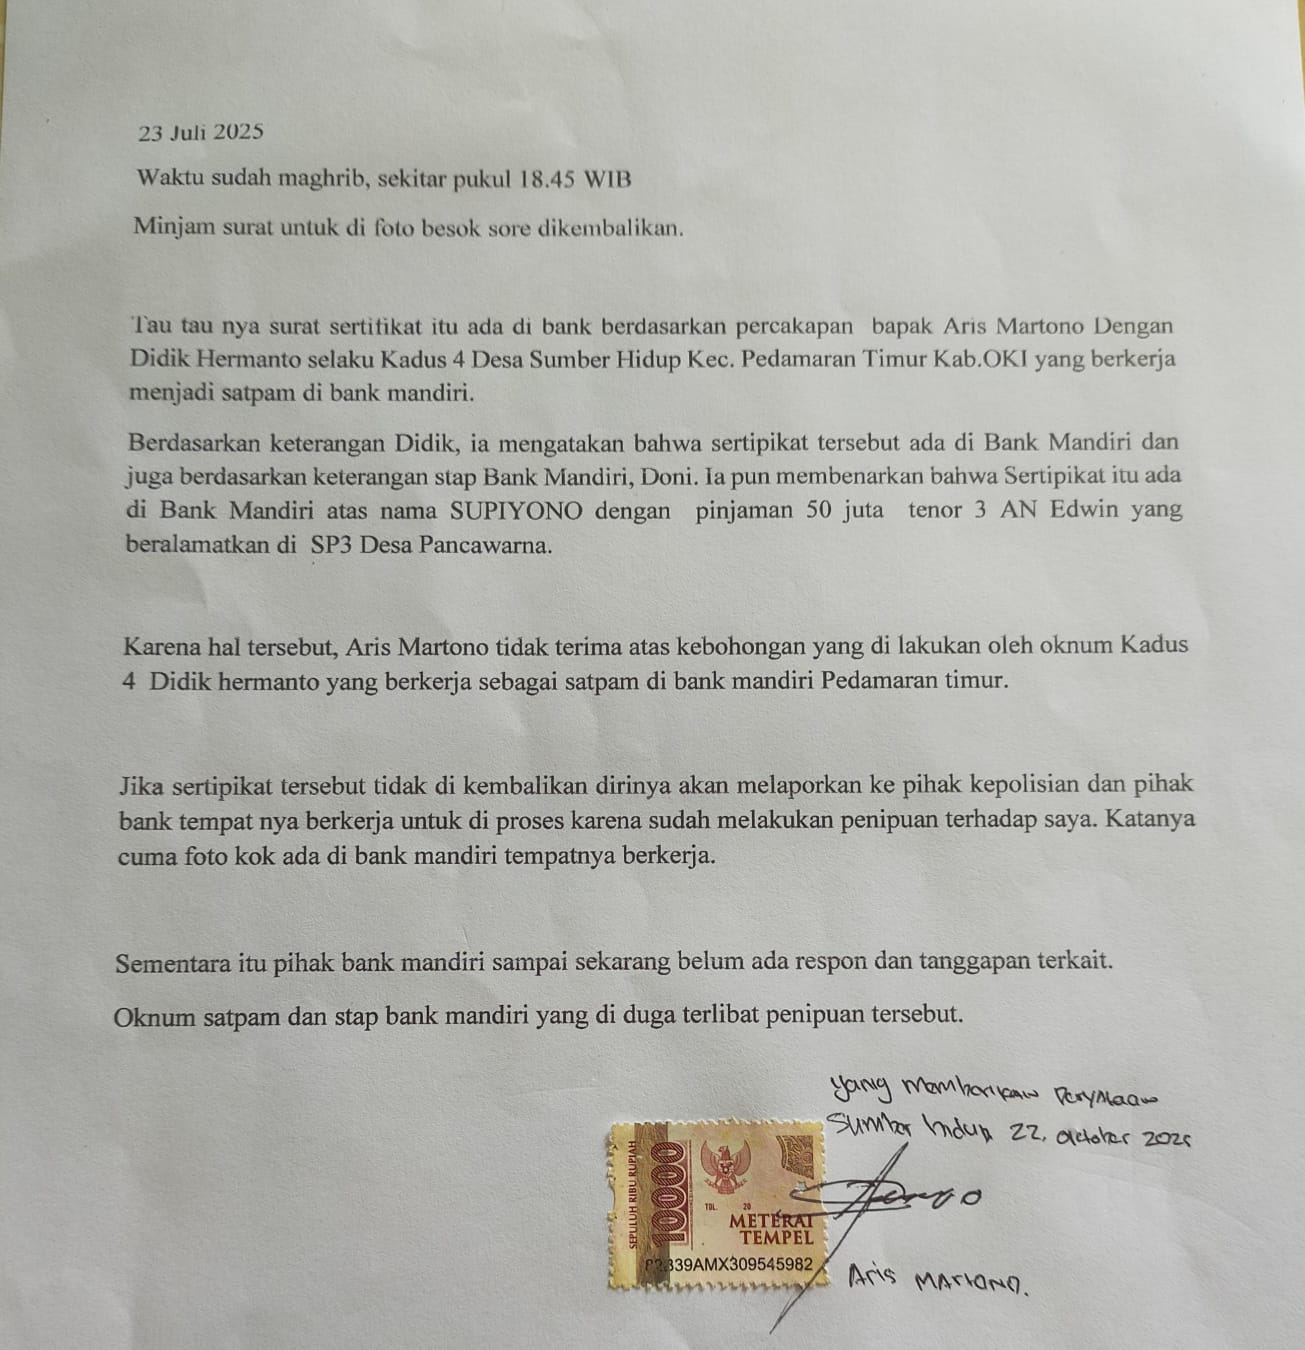 23 Juli 2025
Waktu sudah maghrib, sekitar pukul 18.45 WIB
Minjam surat untuk di foto besok sore dikembalikan.
Tau tau nya surat sertifikat itu ada di bank berdasarkan percakapan bapak Aris Martono Dengan
Didik Hermanto selaku Kadus 4 Desa Sumber Hidup Kec. Pedamaran Timur Kab.OKI yang berkerja
menjadi satpam di bank mandiri.
Berdasarkan keterangan Didik, ia mengatakan bahwa sertipikat tersebut ada di Bank Mandiri dan
juga berdasarkan keterangan stap Bank Mandiri, Doni. Ia pun membenarkan bahwa Sertipikat itu ada
di Bank Mandiri atas nama SUPIYONO dengan pinjaman 50 juta tenor 3 AN Edwin yang
beralamatkan di SP3 Desa Pancawarna.
Karena hal tersebut, Aris Martono tidak terima atas kebohongan yang di lakukan oleh oknum Kadus
4 Didik hermanto yang berkerja sebagai satpam di bank mandiri Pedamaran timur.
Jika sertipikat tersebut tidak di kembalikan dirinya akan melaporkan ke pihak kepolisian dan pihak
bank tempat nya berkerja untuk di proses karena sudah melakukan penipuan terhadap saya. Katanya
cuma foto kok ada di bank mandiri tempatnya berkerja.
Sementara itu pihak bank mandiri sampai sekarang belum ada respon dan tanggapan terkait.
Oknum satpam dan stap bank mandiri yang di duga terlibat penipuan tersebut.
yang memberikan
Sumber hidup 22, oktober 2025
SEPULUH RIBU RUPIAH
10000
TGL. 20
METERAI
TEMPEL
339AMX309545982
Aris MARTONO.